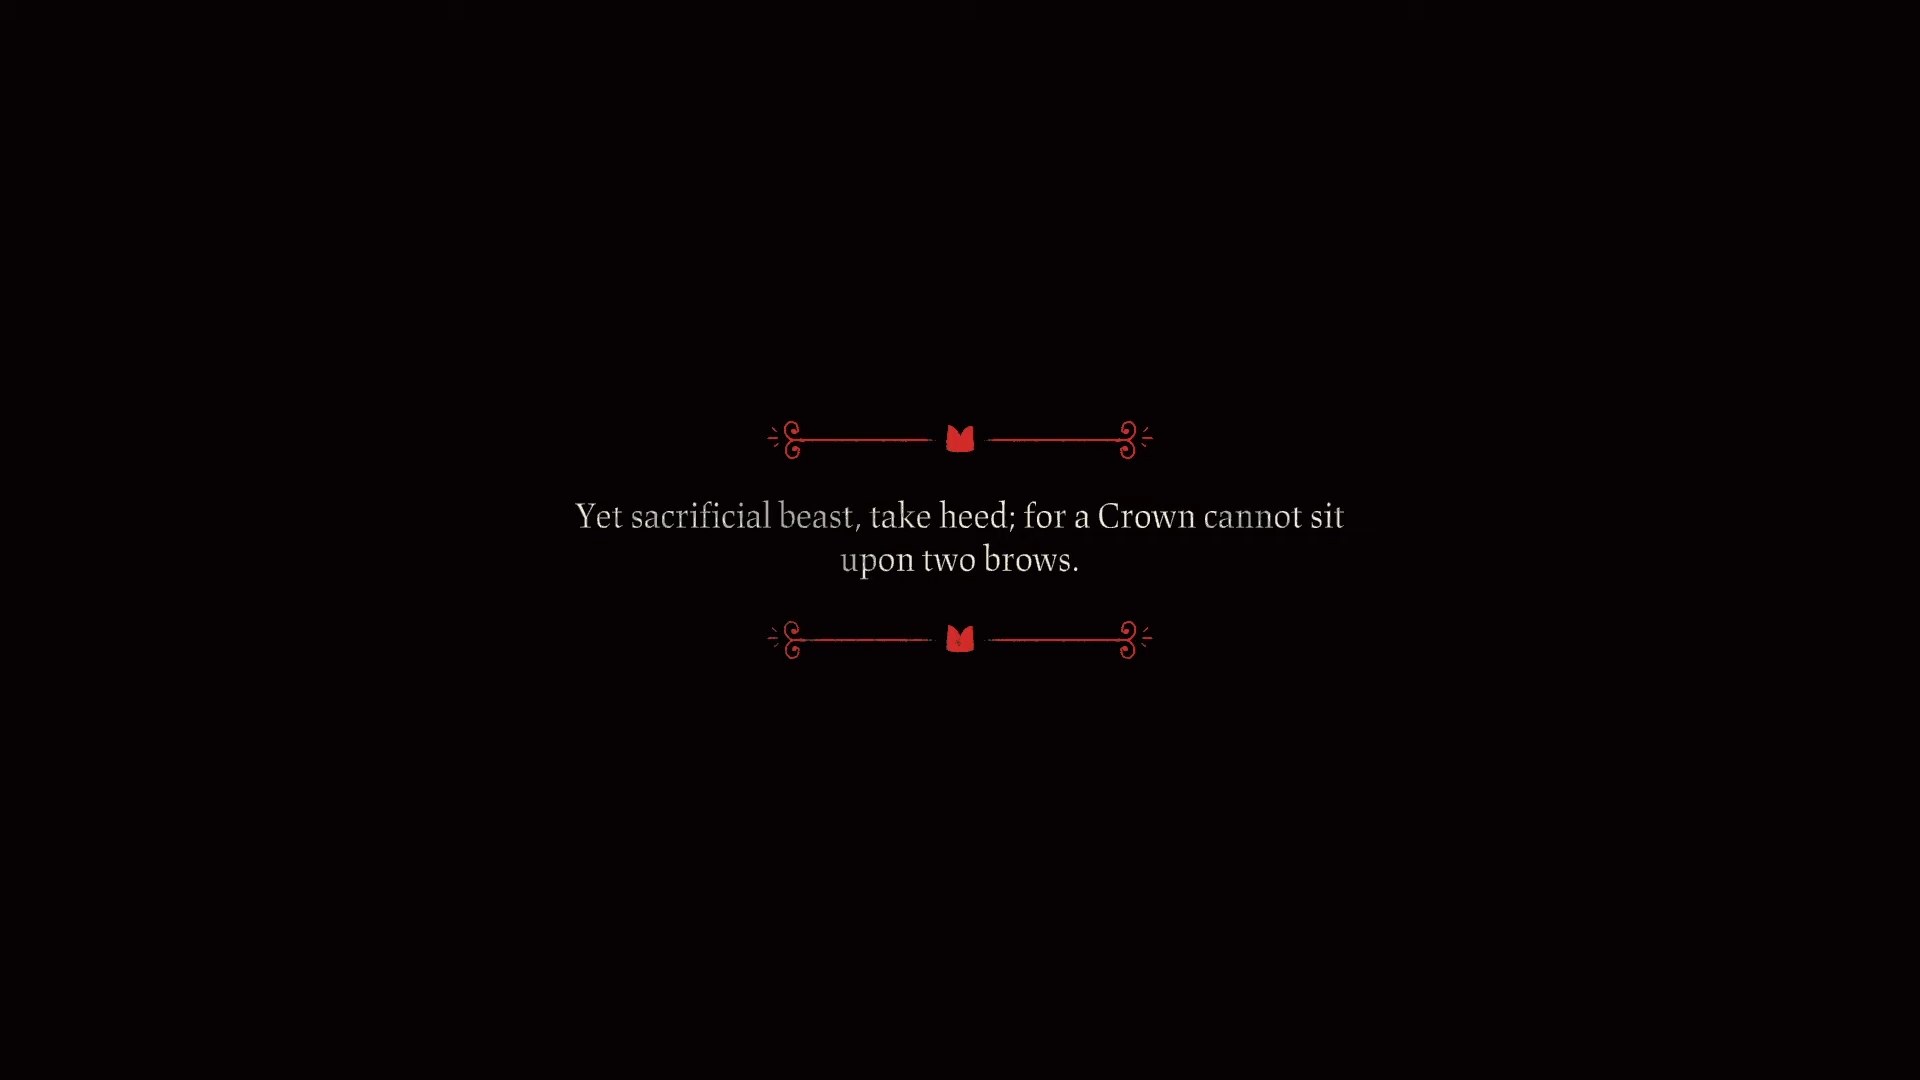 Yet sacrificial beast, take heed; for a Crown cannot sit
upon two brows.